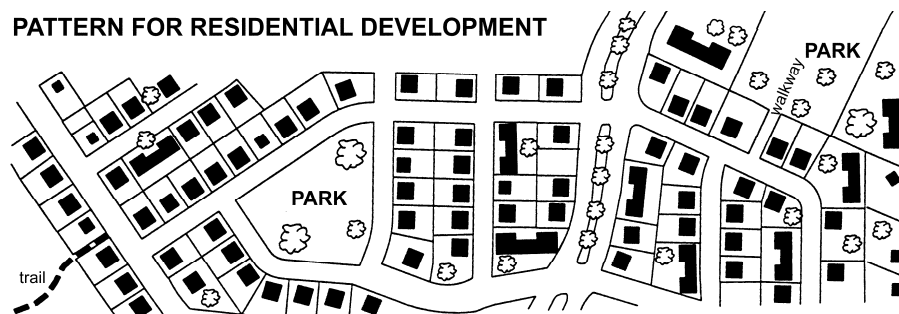 PATTERN FOR RESIDENTIAL DEVELOPMENT
PARK
walkway
PARK
trail